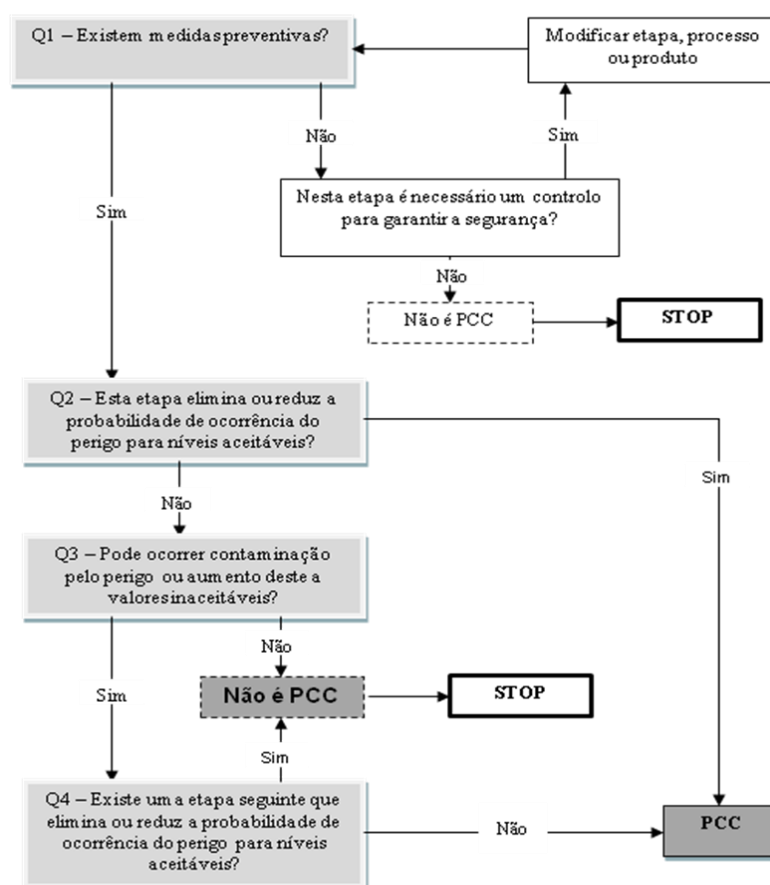 Q1 – Existem medidas preventivas?
Modificar etapa, processo
ou produto
Não
Sim
Sim
Nesta etapa é necessário um controlo
para garantir a segurança?
Não
Não é PCC
STOP
Q2 – Esta etapa elimina ou reduz a
probabilidade de ocorrência do
perigo para níveis aceitáveis?
Sim
Não
Q3 – Pode ocorrer contaminação
pelo perigo ou aumento deste a
valores inaceitáveis?
Não
Sim
Não é PCC
STOP
Sim
Q4 – Existe uma etapa seguinte que
elimina ou reduz a probabilidade de
ocorrência do perigo para níveis
aceitáveis?
Não
PCC